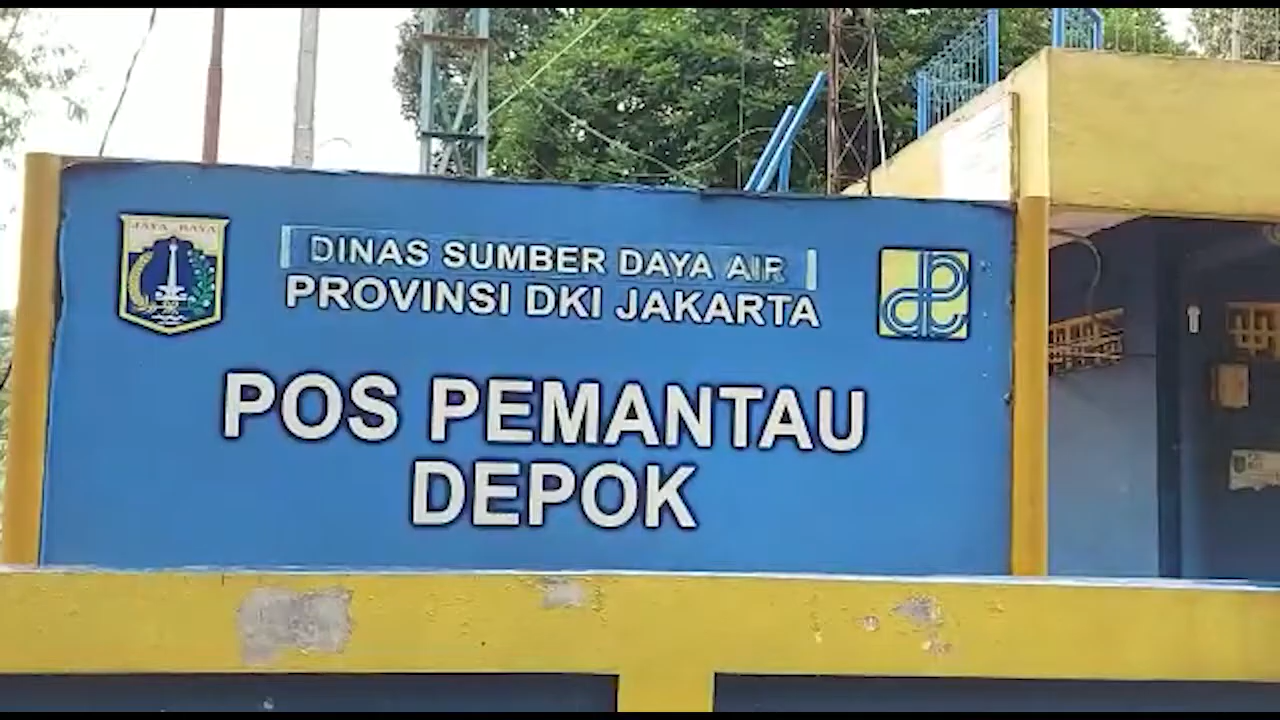 JAYA RAYA
DINAS SUMBER DAYA AIR
PROVINSI DKI JAKARTA
POS PEMANTAU
DEPOK